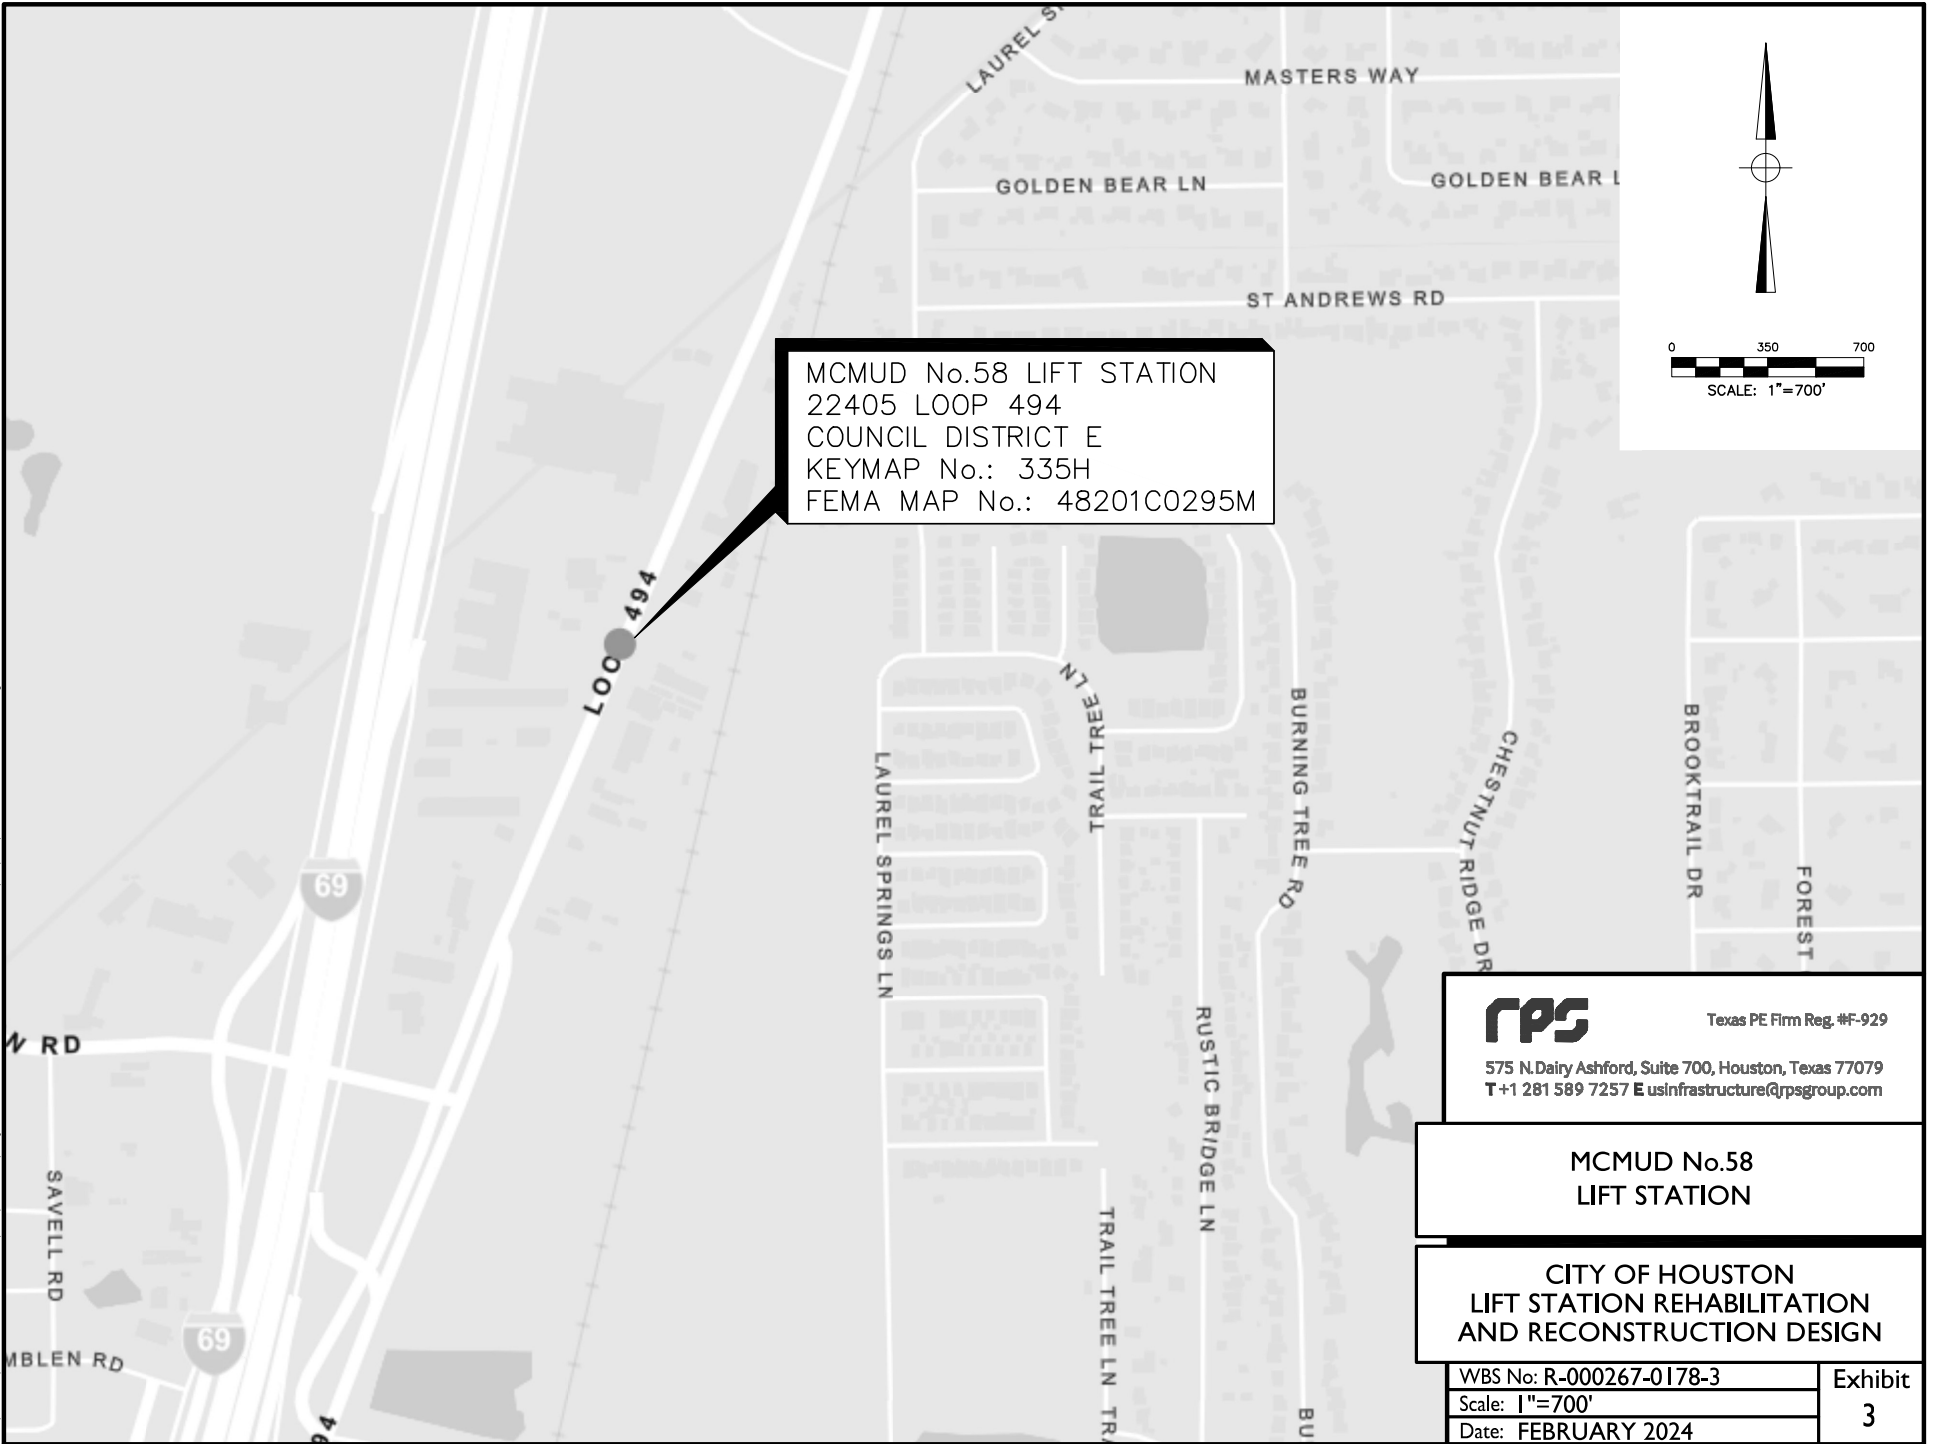 LAUREL
MASTERS WAY
GOLDEN BEAR LN
GOLDEN BEAR L
ST ANDREWS RD
0 350 700
SCALE: 1"=700'
MCMUD No.58 LIFT STATION
22405 LOOP 494
COUNCIL DISTRICT E
KEYMAP No.: 335H
FEMA MAP No.: 48201C0295M
LOO 494
TRAIL TREE LN
BURNING TREE RD
CHESTNUT RIDGE DR
BROOKTRAIL DR
FOREST
LAUREL SPRINGS LN
69
N RD
RUSTIC BRIDGE LN
SAVELL RD
TRAIL TREE LN
TRA
69
MBLEN RD
94
BU
rps
Texas PE Firm Reg. #F-929
575 N. Dairy Ashford, Suite 700, Houston, Texas 77079
T +1 281 589 7257 E usinfrastructure@rpsgroup.com
MCMUD No.58
LIFT STATION
CITY OF HOUSTON
LIFT STATION REHABILITATION
AND RECONSTRUCTION DESIGN
WBS No: R-000267-0178-3
Scale: 1"=700'
Date: FEBRUARY 2024
Exhibit
3